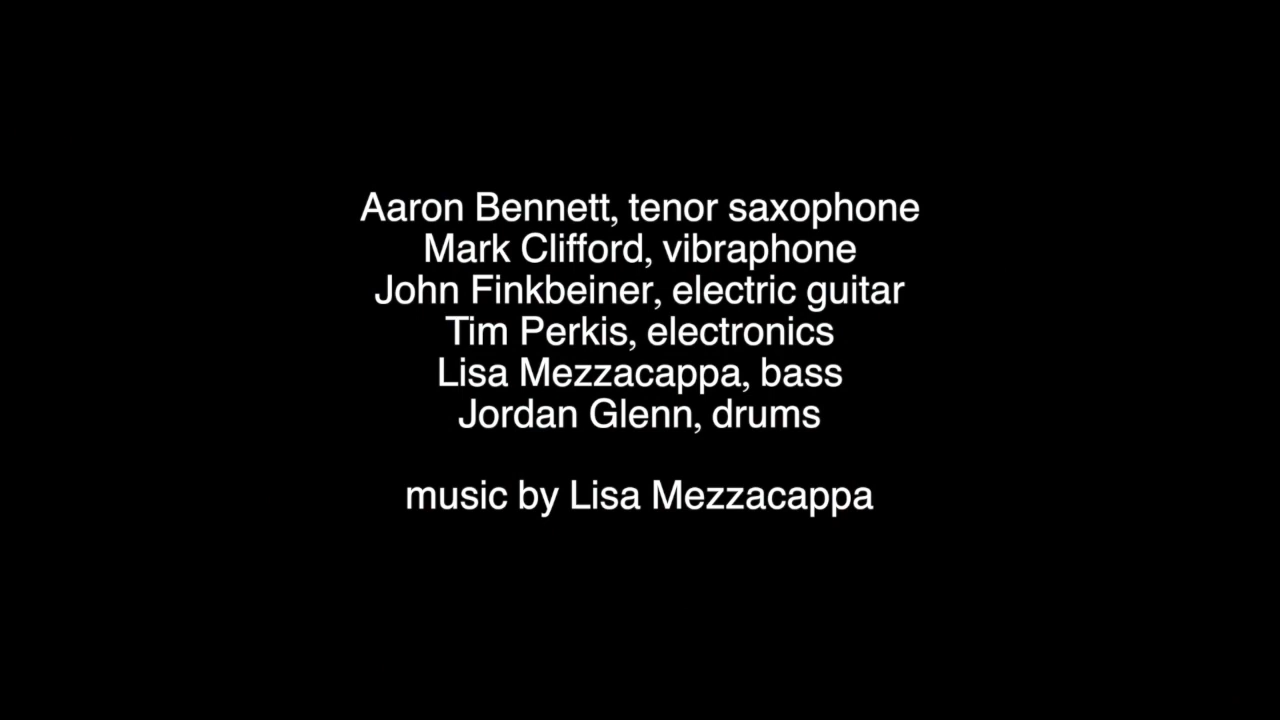 Aaron Bennett, tenor saxophone
Mark Clifford, vibraphone
John Finkbeiner, electric guitar
Tim Perkis, electronics
Lisa Mezzacappa, bass
Jordan Glenn, drums
music by Lisa Mezzacappa